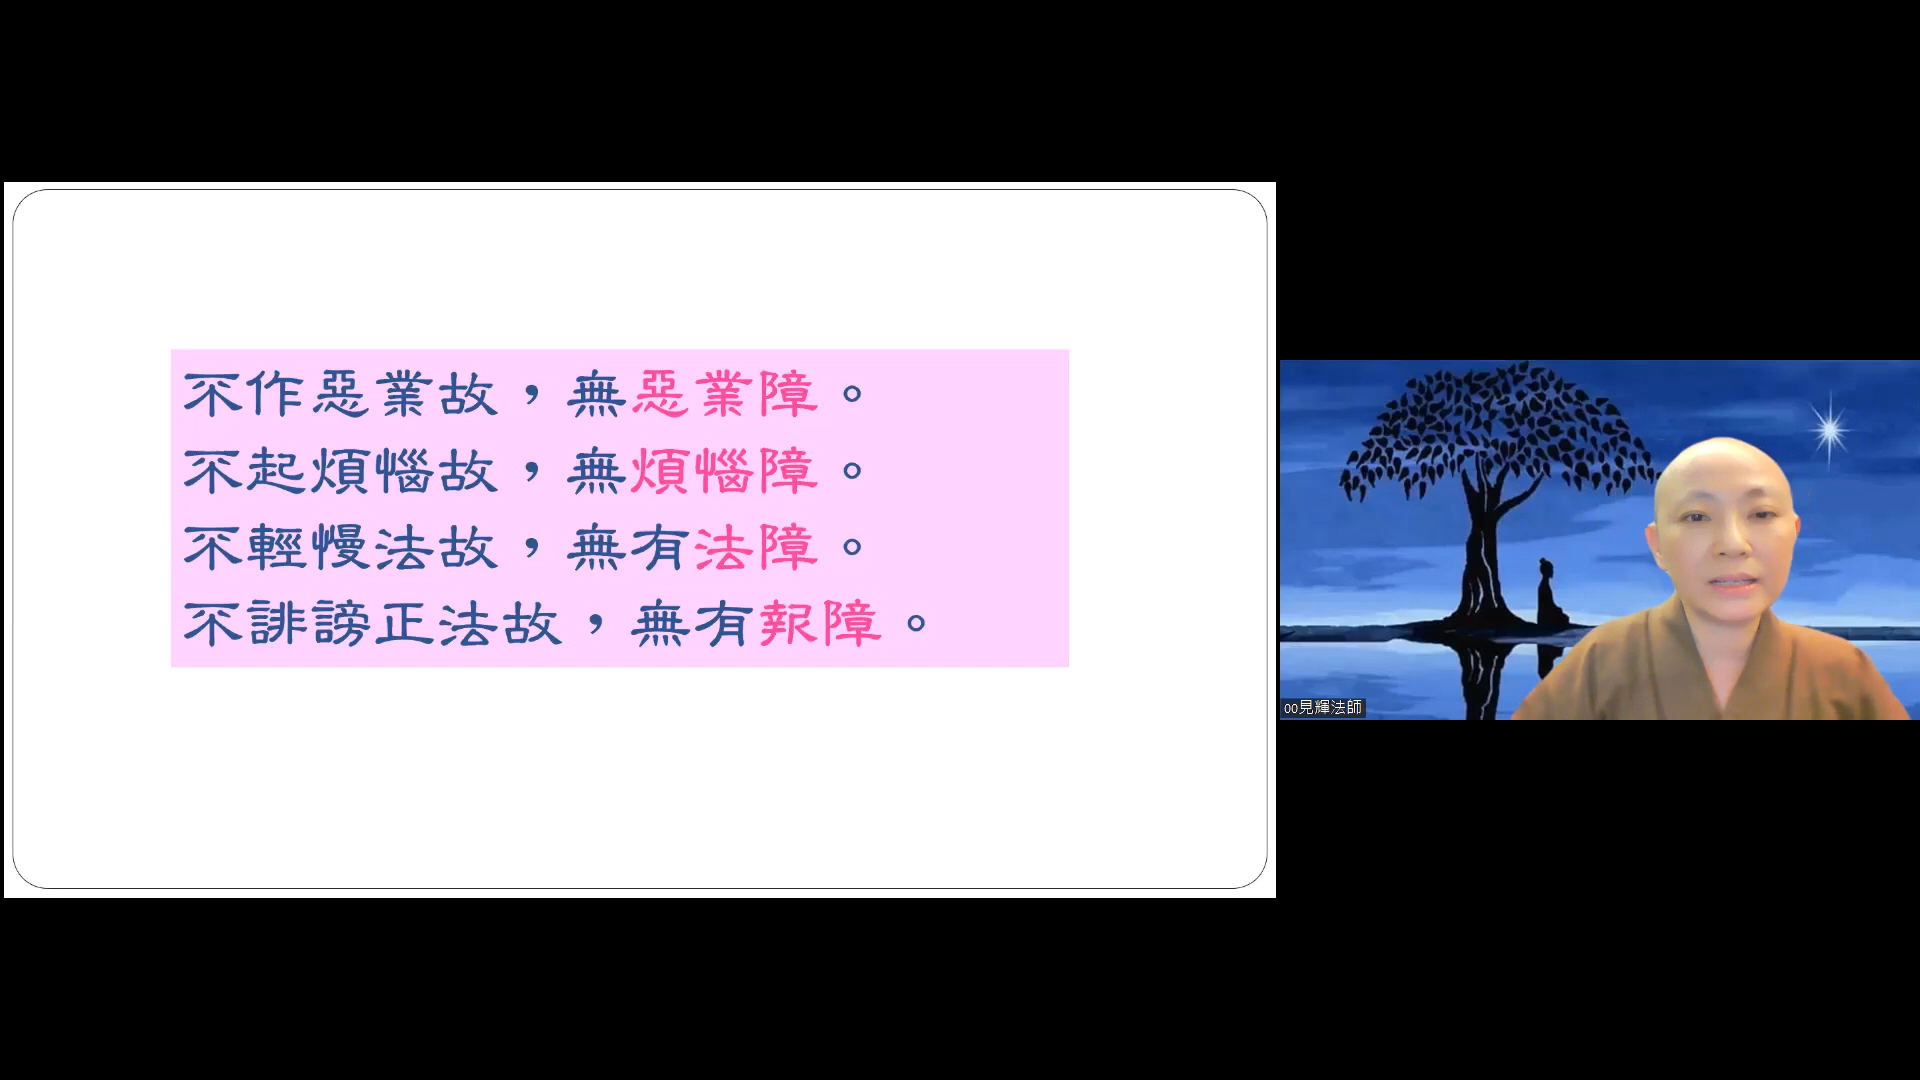 不作惡業故，無惡業障。
不起煩惱故，無煩惱障。
不輕慢法故，無有法障。
不誹謗正法故，無有報障。
oo見輝法師